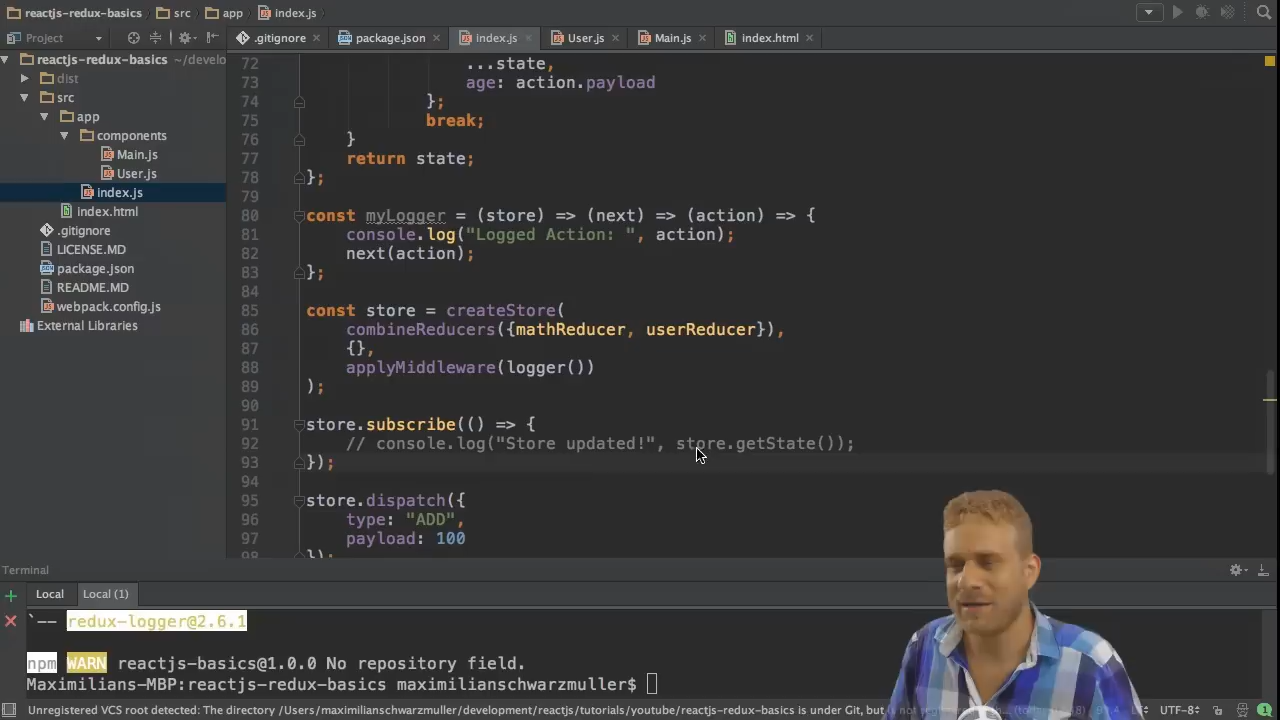 reactjs-redux-basics src app index.js
Project .gitignore package.json index.js User.js Main.js index.html
reactjs-redux-basics ~/develo
dist
src
app
components
Main.js
User.js
index.js
index.html
.gitignore
LICENSE.MD
package.json
README.MD
webpack.config.js
External Libraries
72 ...state,
73 age: action.payload
74 };
75 break;
76 }
77 return state;
78 };
79
80 const myLogger = (store) => (next) => (action) => {
81 console.log("Logged Action: ", action);
82 next(action);
83 };
84
85 const store = createStore(
86 combineReducers({mathReducer, userReducer}),
87 {},
88 applyMiddleware(logger())
89 );
90
91 store.subscribe(() => {
92 // console.log("Store updated!", store.getState());
93 });
94
95 store.dispatch({
96 type: "ADD",
97 payload: 100
98 });
Terminal
Local Local (1)
`-- redux-logger@2.6.1
npm WARN reactjs-basics@1.0.0 No repository field.
Maximilians-MBP:reactjs-redux-basics maximilianschwarzmuller$
Unregistered VCS root detected: The directory /Users/maximilianschwarzmuller/development/reactjs/tutorials/youtube/reactjs-redux-basics is under Git, but UTF-8 1